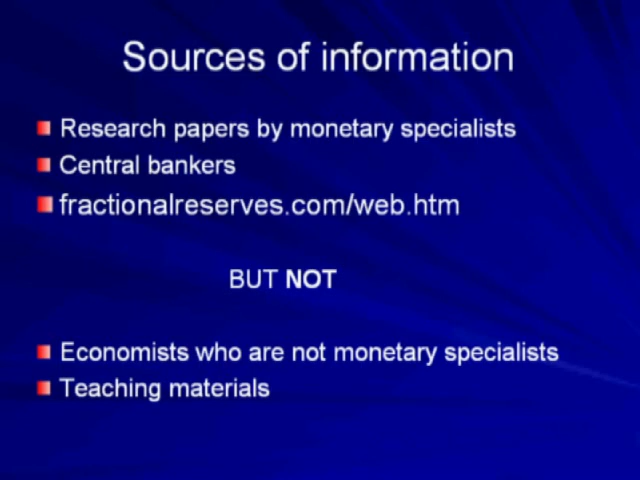 Sources of information
Research papers by monetary specialists
Central bankers
fractionalreserves.com/web.htm
BUT NOT
Economists who are not monetary specialists
Teaching materials